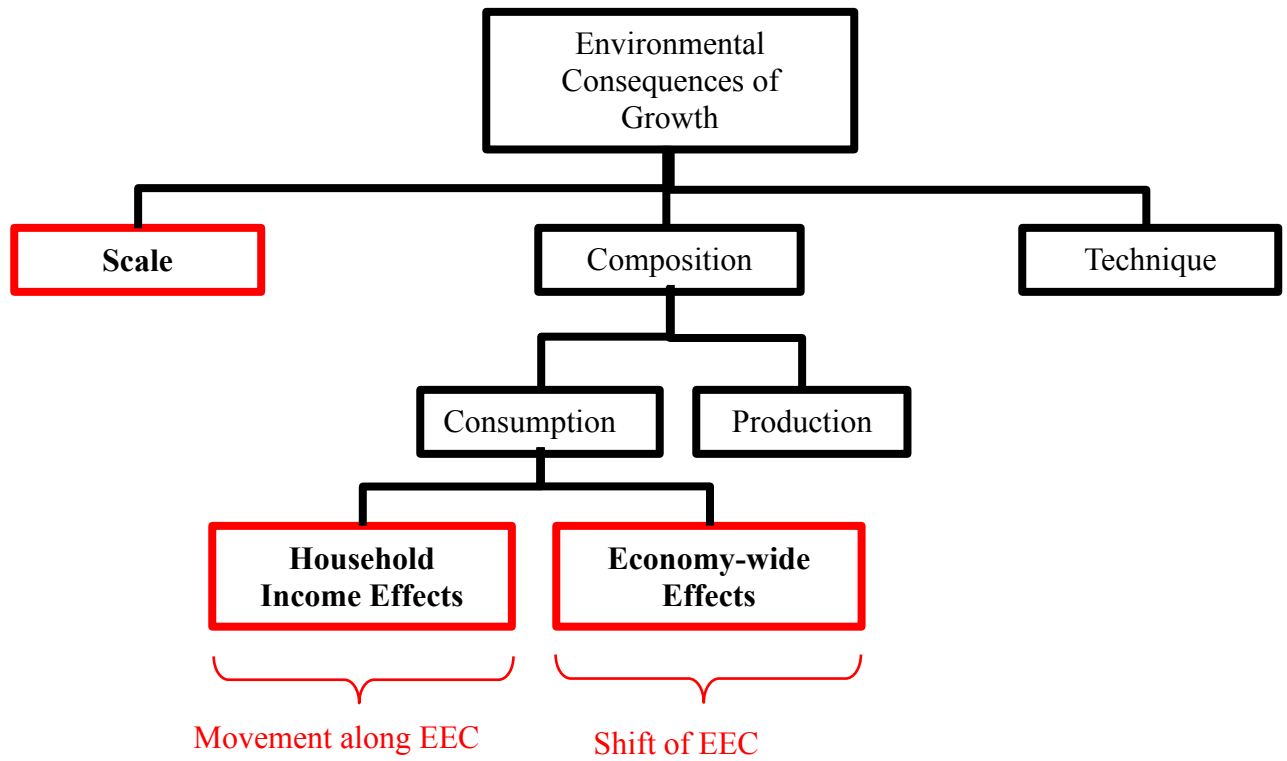 Environmental
Consequences of
Growth
Scale
Composition
Technique
Consumption
Production
Household
Income Effects
Economy-wide
Effects
Movement along EEC
Shift of EEC